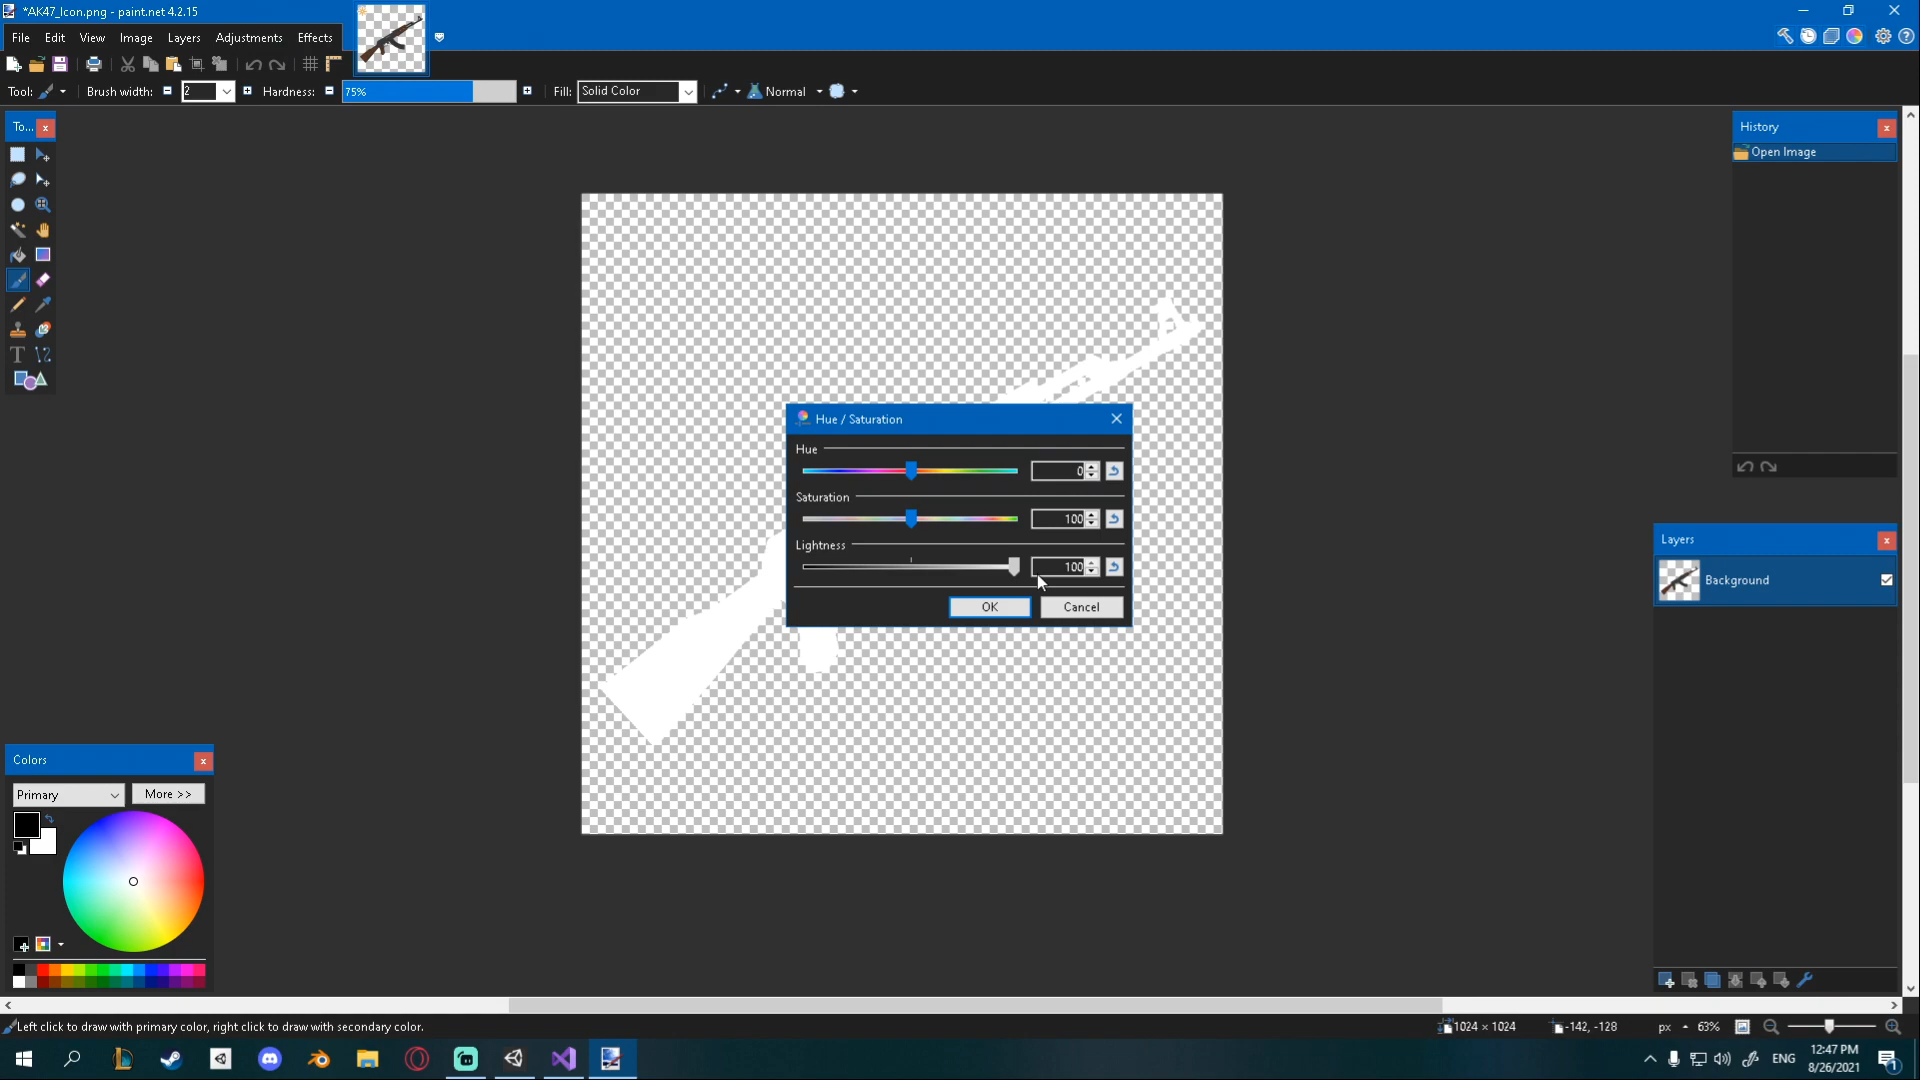 *AK47_Icon.png - paint.net 4.2.15
File Edit View Image Layers Adjustments Effects
Tool: Brush width: 2 Hardness: 75% Fill: Solid Color Normal
To...
History
Open Image
Hue / Saturation
Hue
0
Saturation
100
Lightness
100
OK Cancel
Layers
Background
Colors
Primary More >>
Left click to draw with primary color, right click to draw with secondary color.
1024 × 1024 -142, -128 px 63%
ENG 12:47 PM
8/26/2021
1